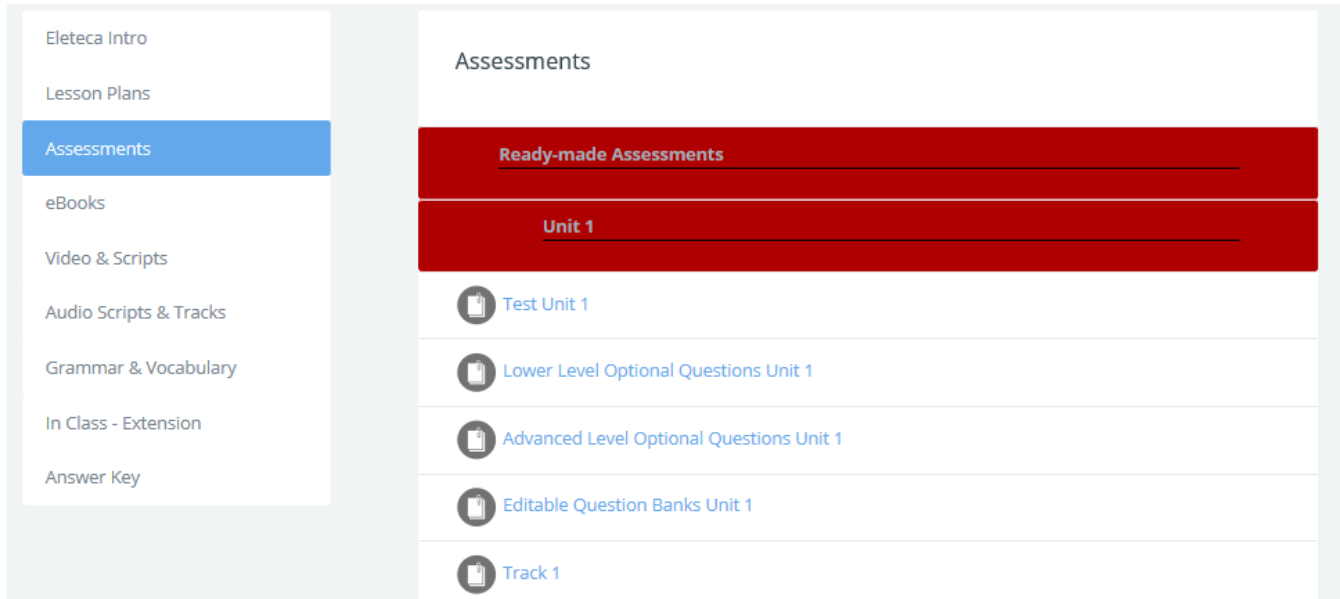 Eleteca Intro
Lesson Plans
Assessments
eBooks
Video & Scripts
Audio Scripts & Tracks
Grammar & Vocabulary
In Class - Extension
Answer Key
Assessments
Ready-made Assessments
Unit 1
Test Unit 1
Lower Level Optional Questions Unit 1
Advanced Level Optional Questions Unit 1
Editable Question Banks Unit 1
Track 1